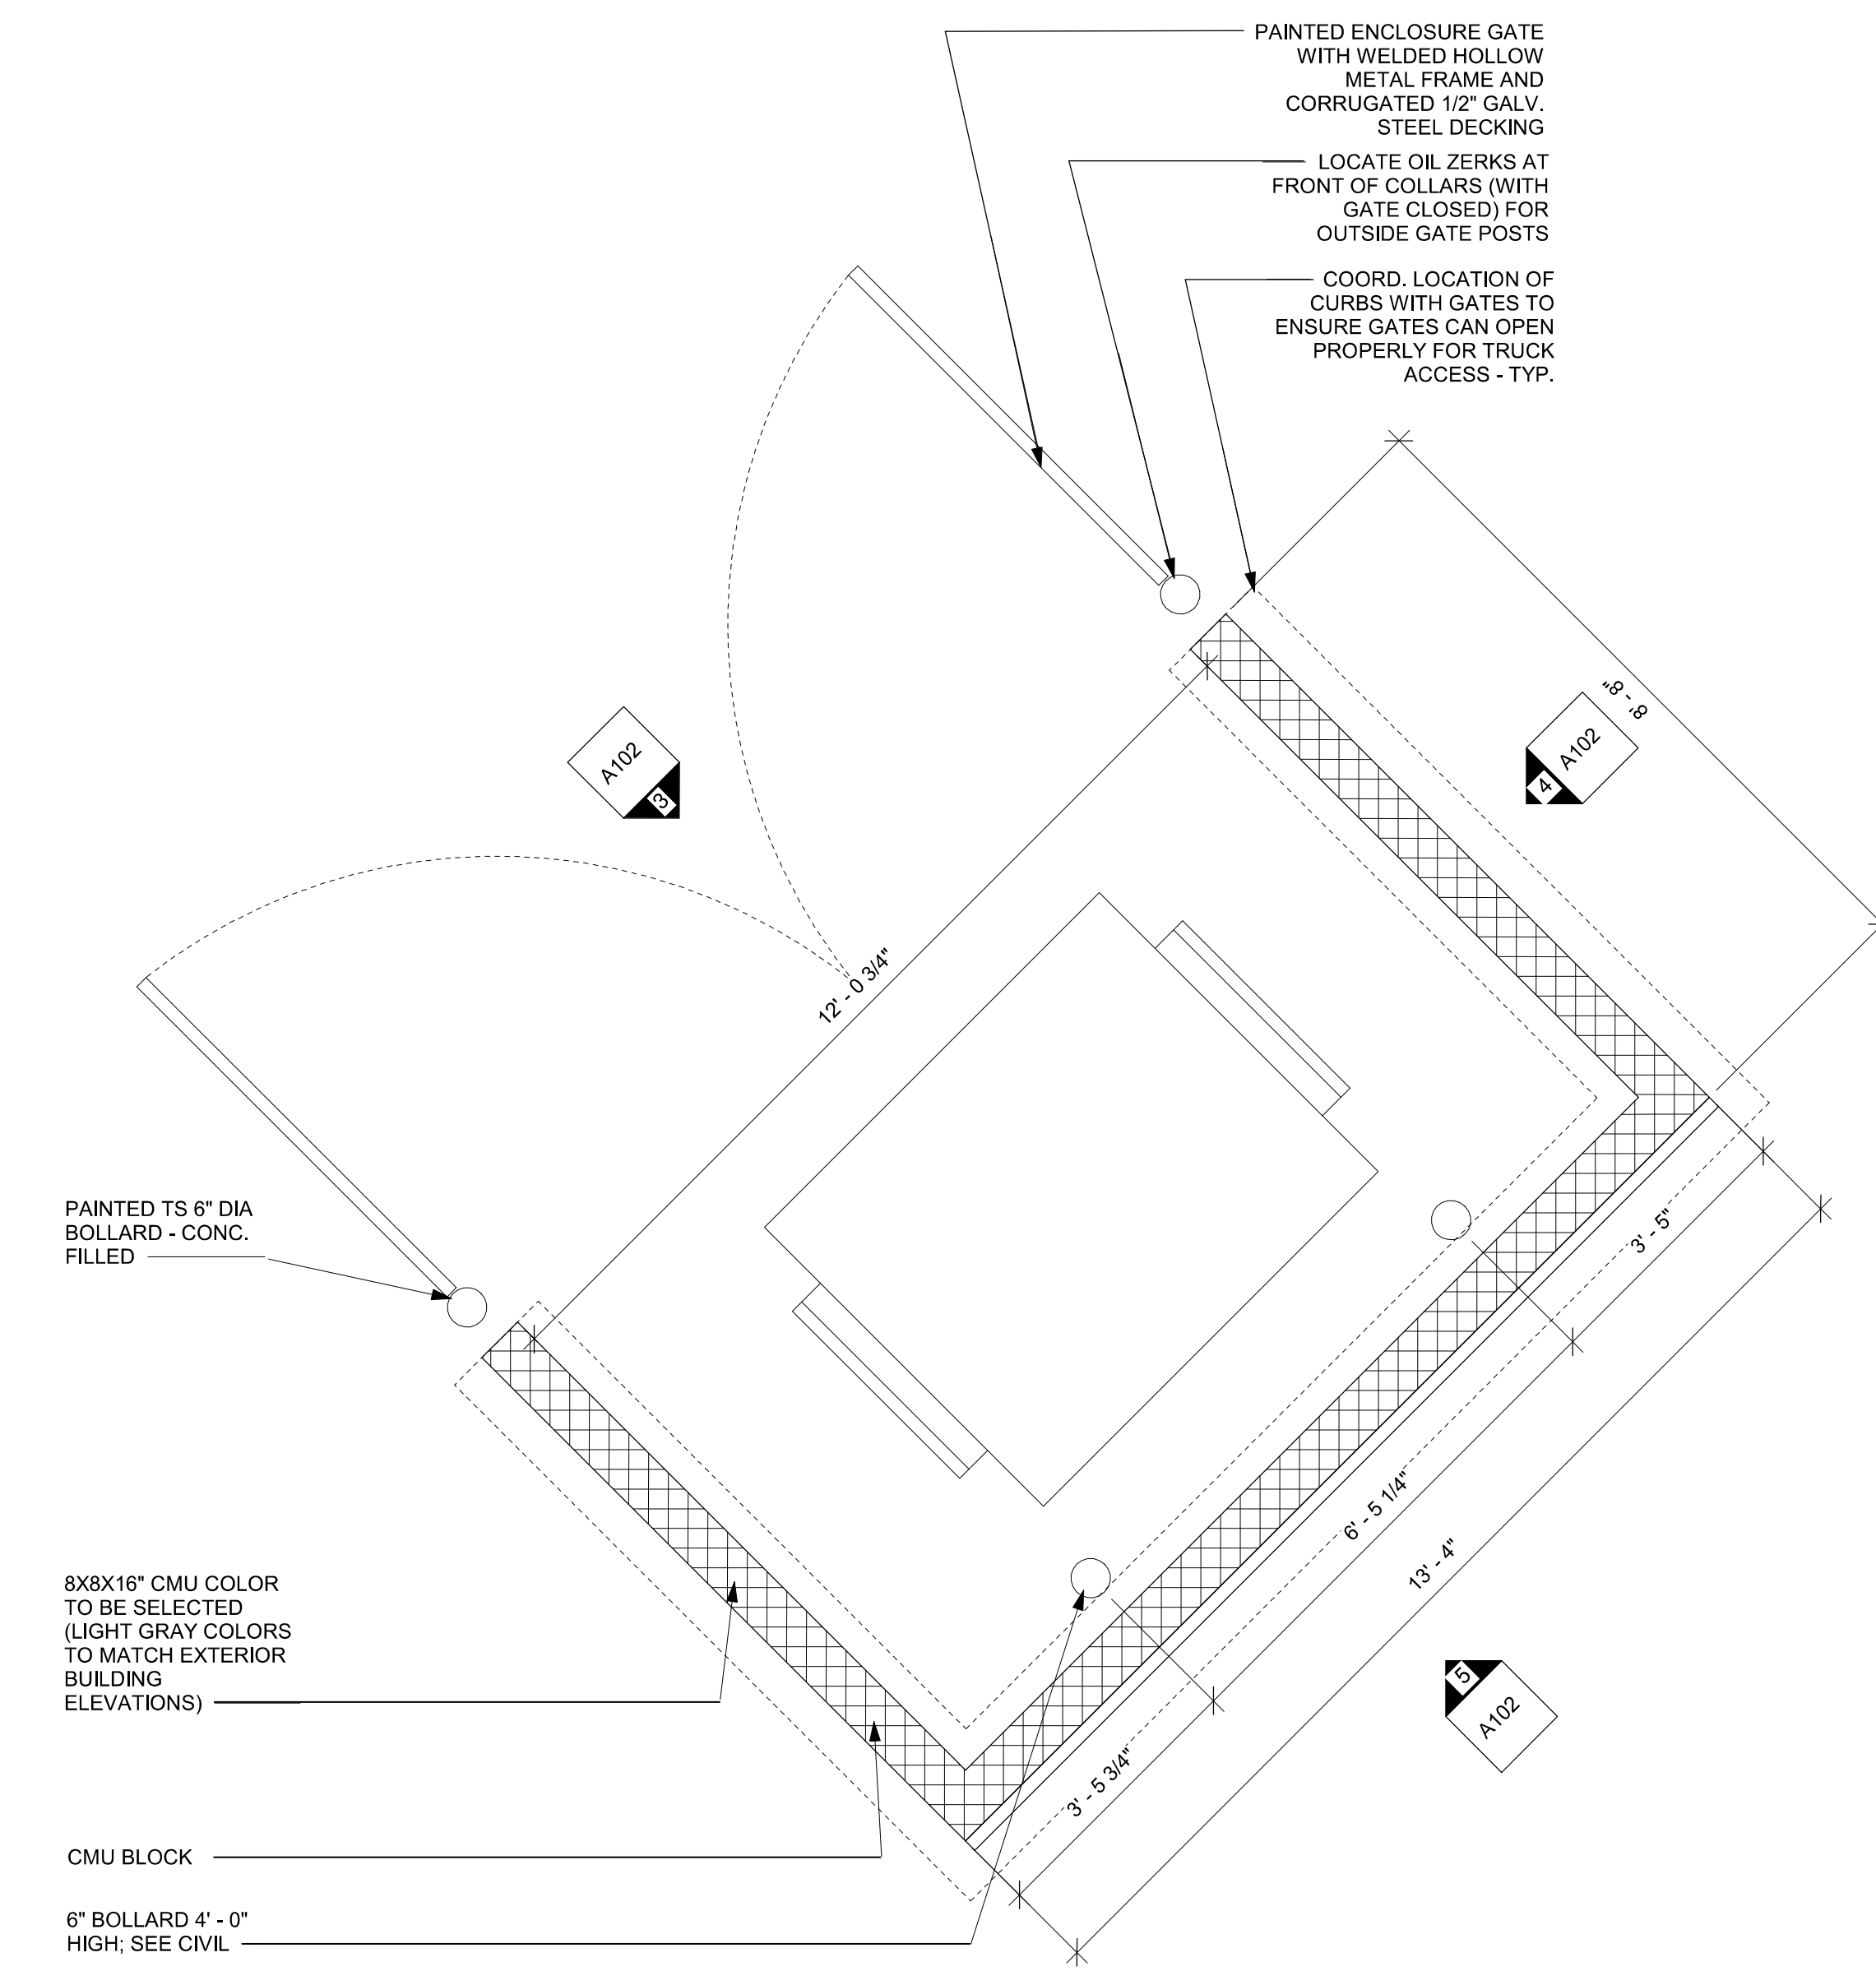 PAINTED ENCLOSURE GATE
WITH WELDED HOLLOW
METAL FRAME AND
CORRUGATED 1/2" GALV.
STEEL DECKING
LOCATE OIL ZERKS AT
FRONT OF COLLARS (WITH
GATE CLOSED) FOR
OUTSIDE GATE POSTS
COORD. LOCATION OF
CURBS WITH GATES TO
ENSURE GATES CAN OPEN
PROPERLY FOR TRUCK
ACCESS - TYP.
8' - 8"
A102
3
A102
4
12' - 0 3/4"
PAINTED TS 6" DIA
BOLLARD - CONC.
FILLED
3' - 5"
6' - 5 1/4"
13' - 4"
3' - 5 3/4"
5
A102
8X8X16" CMU COLOR
TO BE SELECTED
(LIGHT GRAY COLORS
TO MATCH EXTERIOR
BUILDING
ELEVATIONS)
CMU BLOCK
6" BOLLARD 4' - 0"
HIGH; SEE CIVIL